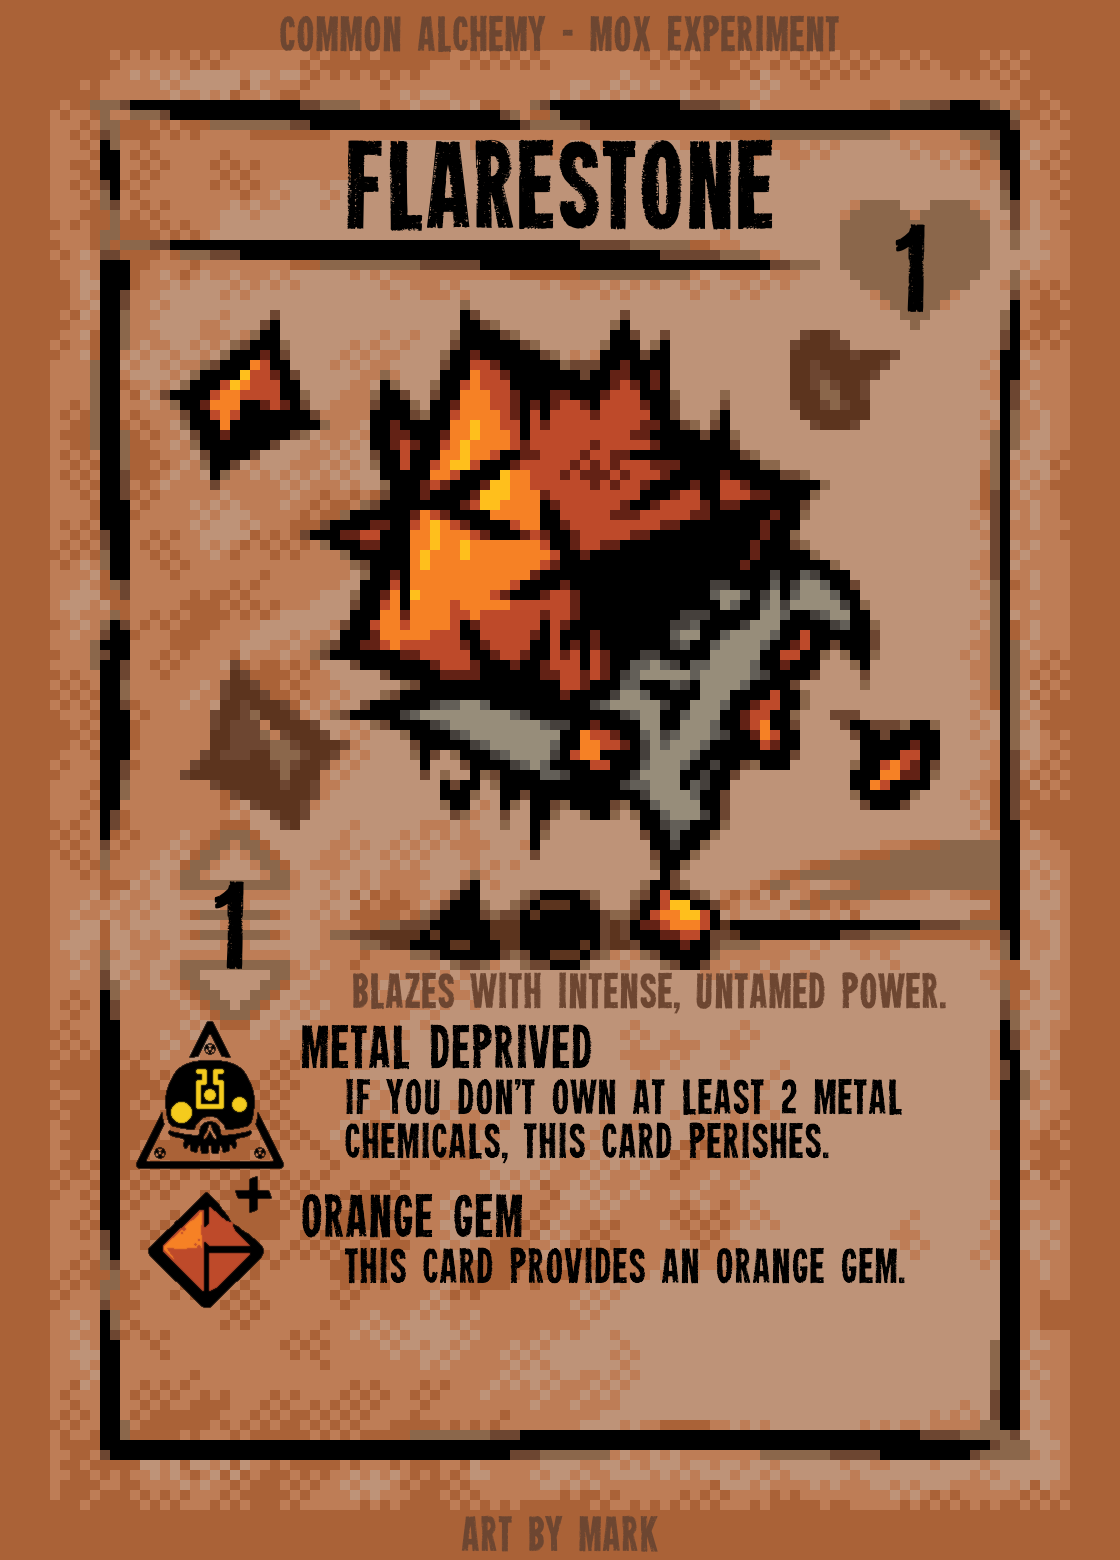 COMMON ALCHEMY - MOX EXPERIMENT
FLARESTONE
1
1
BLAZES WITH INTENSE, UNTAMED POWER.
METAL DEPRIVED
IF YOU DON'T OWN AT LEAST 2 METAL
CHEMICALS, THIS CARD PERISHES.
ORANGE GEM
THIS CARD PROVIDES AN ORANGE GEM.
ART BY MARK